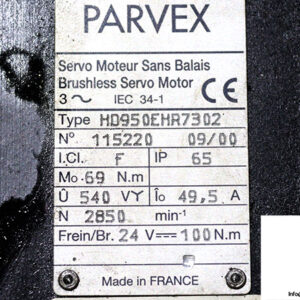 PARVEX
Servo Moteur Sans Balais
Brushless Servo Motor CE
3 ~ IEC 34-1
Type HD950EHR7302
N° 115220 09/00
I.Cl. F IP 65
Mo 69 N.m
Û 540 VY Îo 49,5 A
N 2850 min⁻¹
Frein/Br. 24 V⎓ 100 N.m
Made in FRANCE